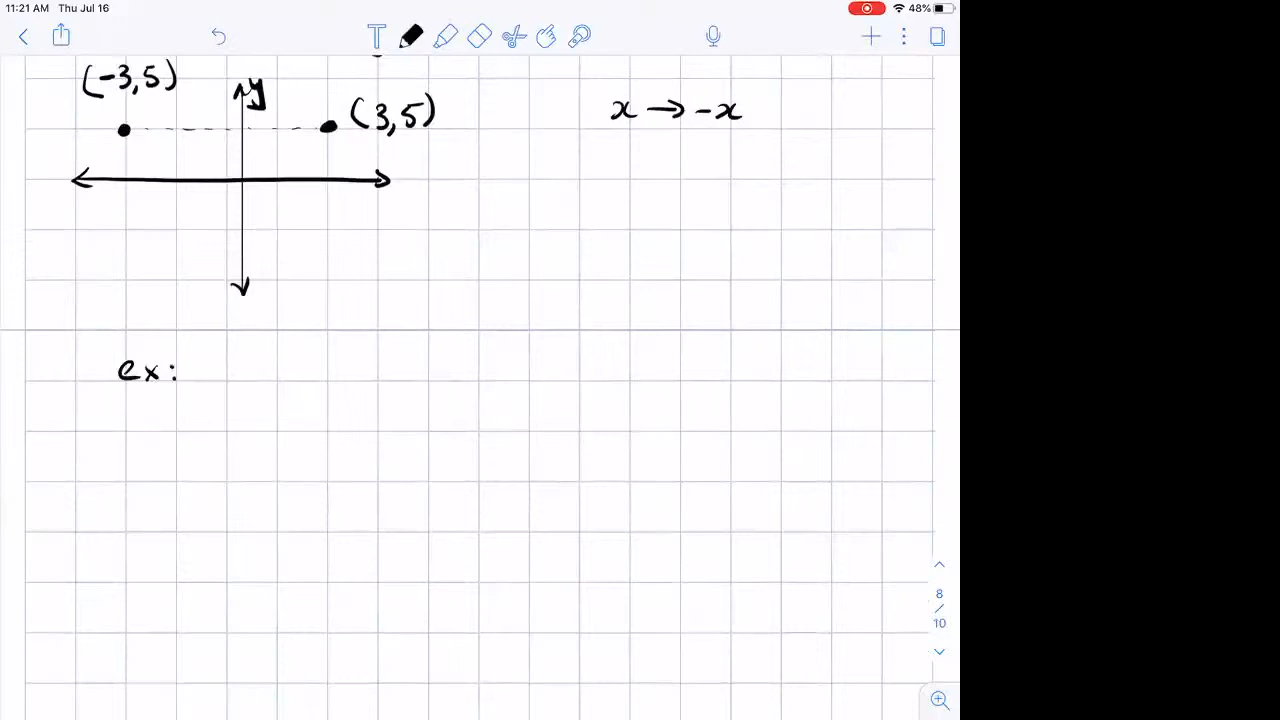 11:21 AM Thu Jul 16
48%
T
(-3,5)
y
(3,5)
x → -x
ex:
8
/
10